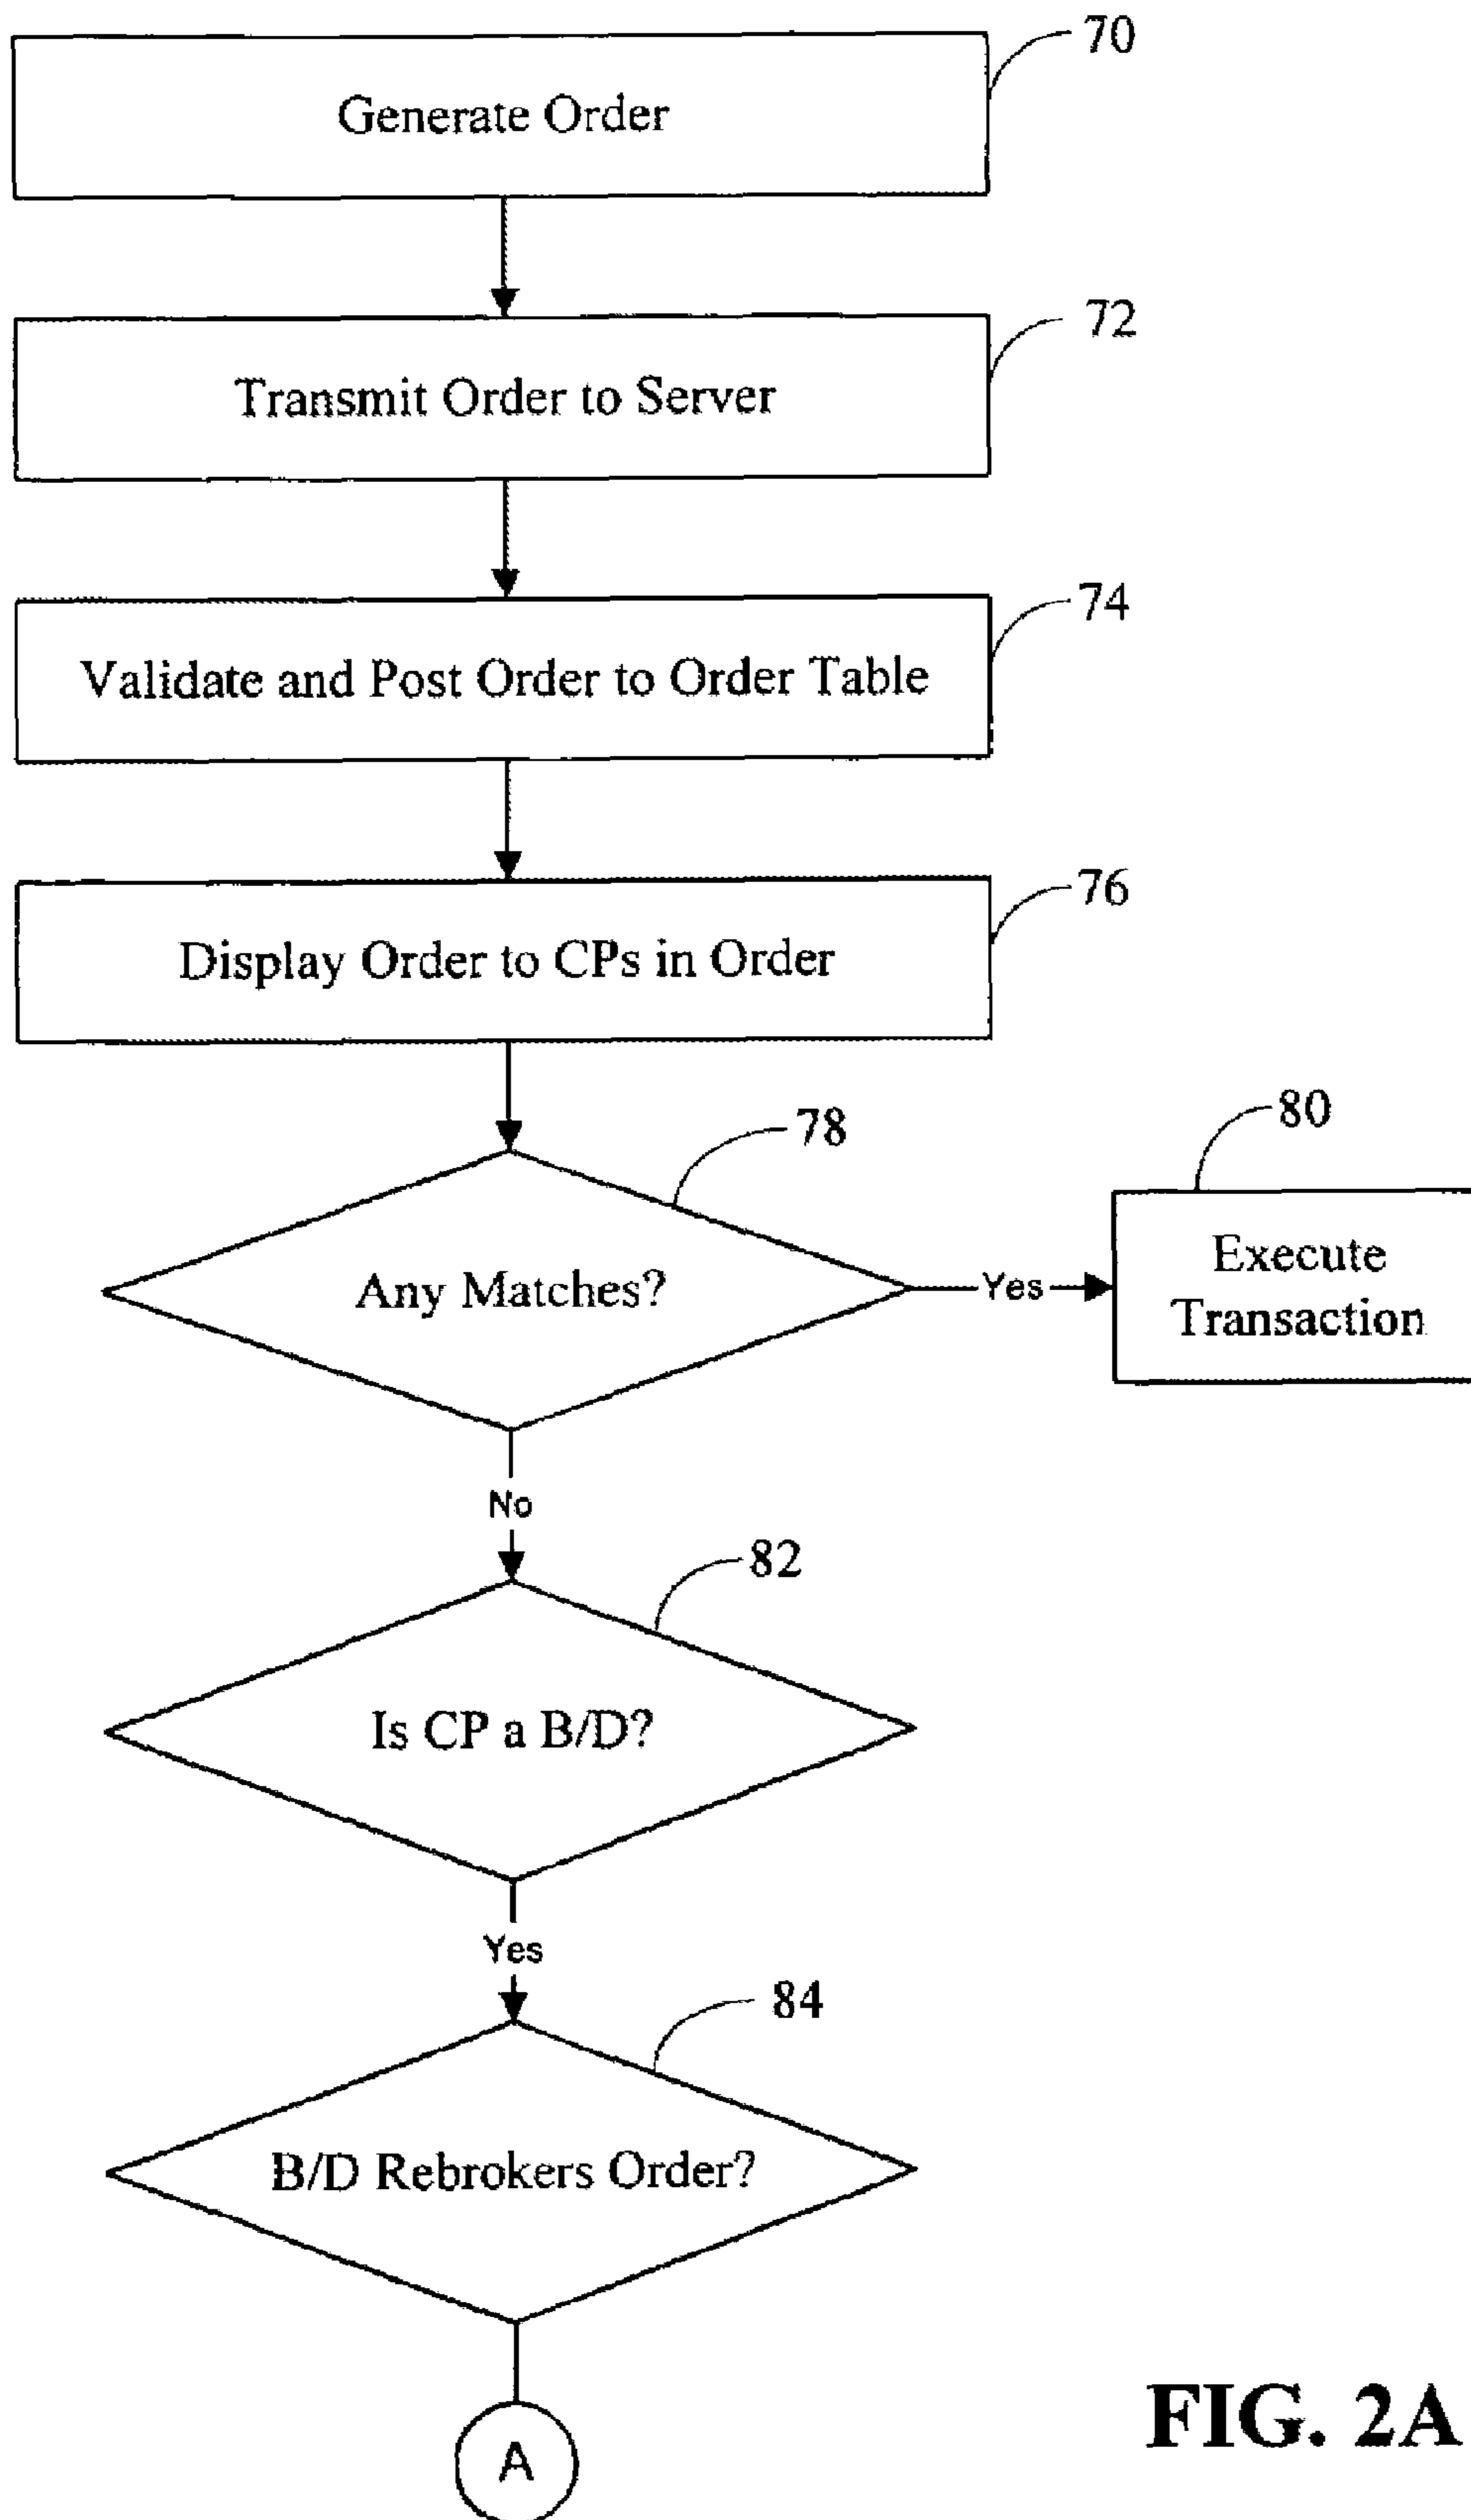 70
Generate Order
72
Transmit Order to Server
74
Validate and Post Order to Order Table
76
Display Order to CPs in Order
78
80
Any Matches?
Yes
Execute
Transaction
No
82
Is CP a B/D?
Yes
84
B/D Rebrokers Order?
A
FIG. 2A